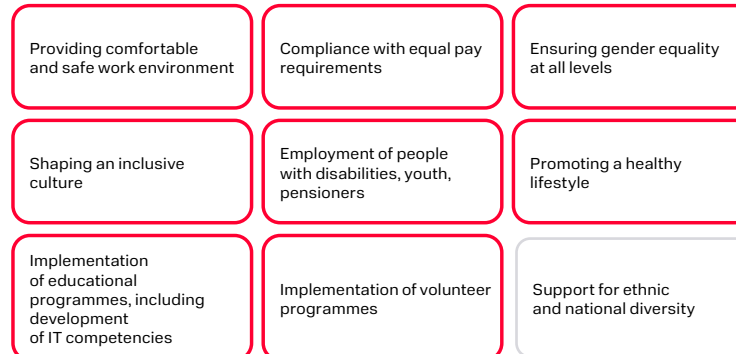 Providing comfortable
and safe work environment
Compliance with equal pay
requirements
Ensuring gender equality
at all levels
Shaping an inclusive
culture
Employment of people
with disabilities, youth,
pensioners
Promoting a healthy
lifestyle
Implementation
of educational
programmes, including
development
of IT competencies
Implementation of volunteer
programmes
Support for ethnic
and national diversity